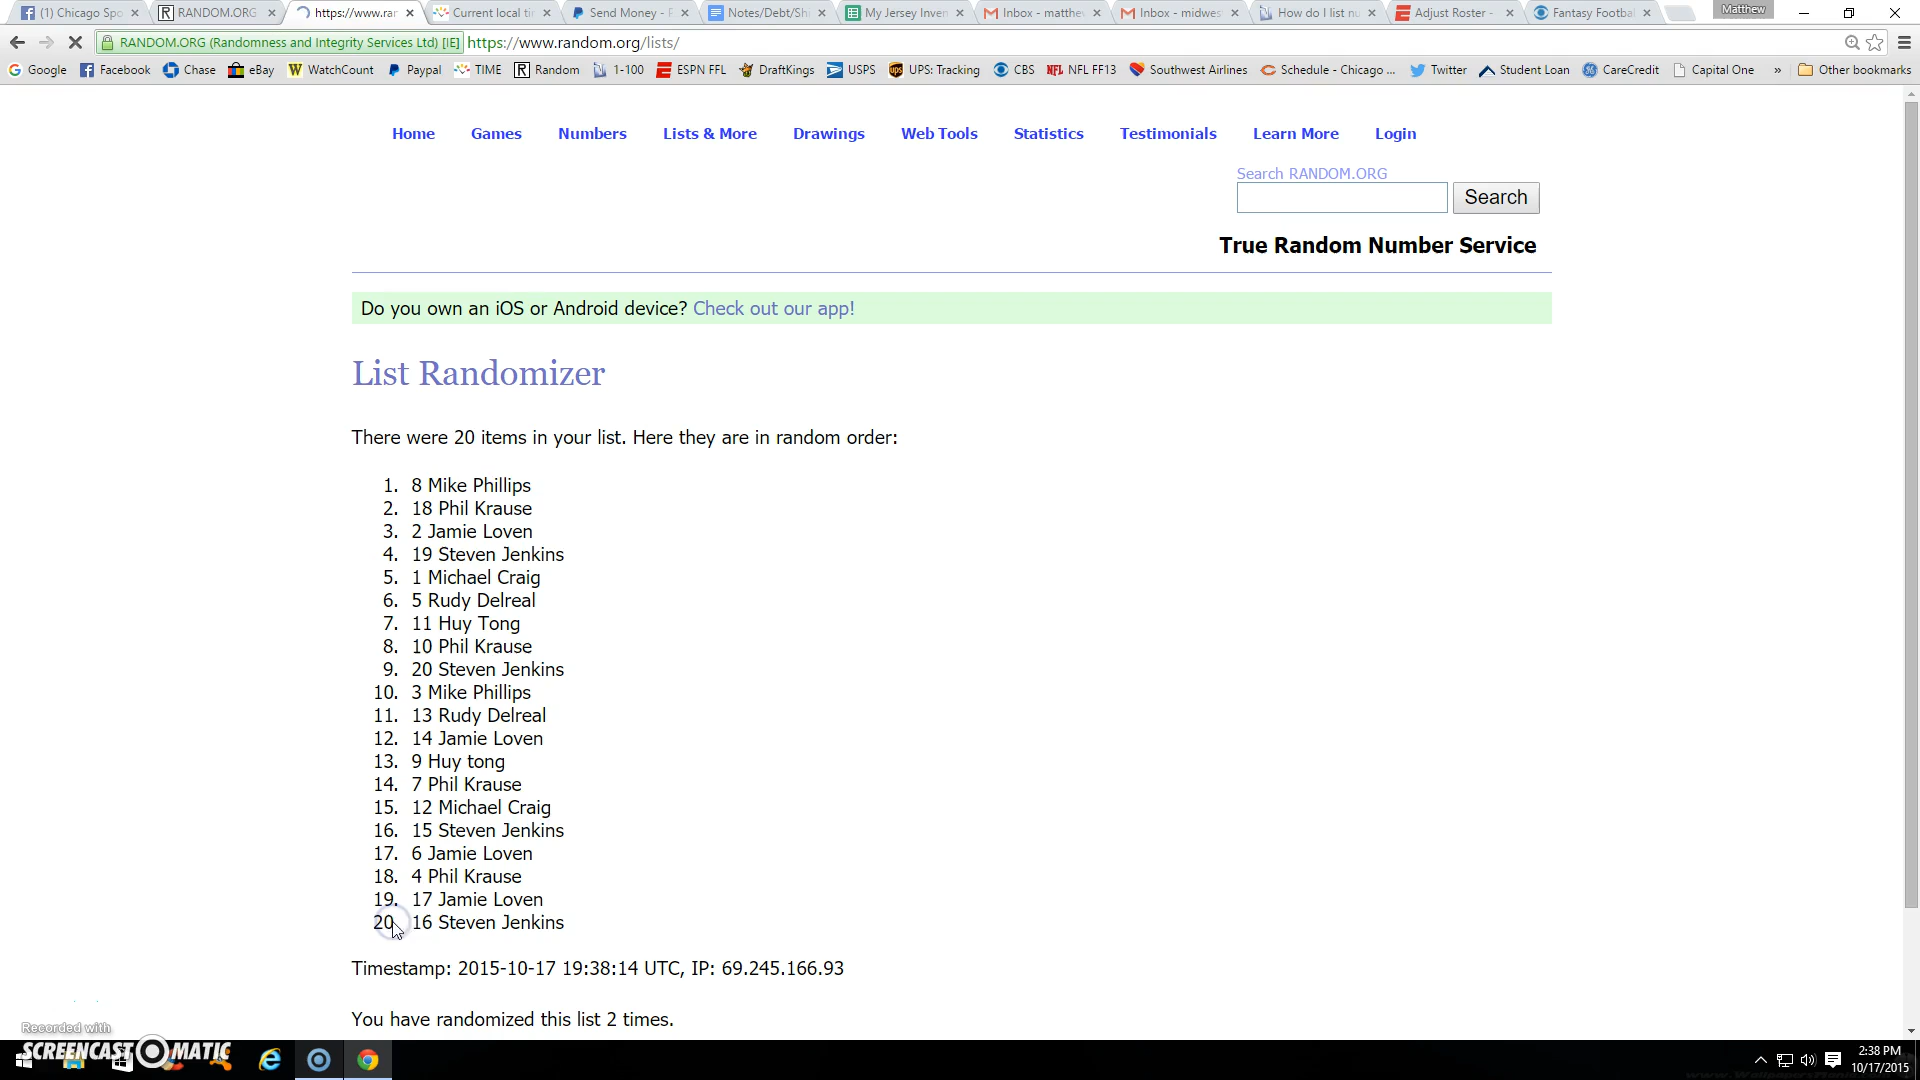 (1) Chicago Spo
RANDOM.ORG
https://www.rar
Current local ti
Send Money - E
Notes/Debt/Shi
My Jersey Inven
Inbox - matthew
Inbox - midwes
How do I list nu
Adjust Roster -
Fantasy Footbal
Matthew
RANDOM.ORG (Randomness and Integrity Services Ltd) [IE] https://www.random.org/lists/
Google Facebook Chase eBay WatchCount Paypal TIME Random 1-100 ESPN FFL DraftKings USPS UPS: Tracking CBS NFL FF13 Southwest Airlines Schedule - Chicago ... Twitter Student Loan CareCredit Capital One » Other bookmarks
Home Games Numbers Lists & More Drawings Web Tools Statistics Testimonials Learn More Login
Search RANDOM.ORG
Search
True Random Number Service
Do you own an iOS or Android device? Check out our app!
List Randomizer
There were 20 items in your list. Here they are in random order:
1. 8 Mike Phillips
2. 18 Phil Krause
3. 2 Jamie Loven
4. 19 Steven Jenkins
5. 1 Michael Craig
6. 5 Rudy Delreal
7. 11 Huy Tong
8. 10 Phil Krause
9. 20 Steven Jenkins
10. 3 Mike Phillips
11. 13 Rudy Delreal
12. 14 Jamie Loven
13. 9 Huy tong
14. 7 Phil Krause
15. 12 Michael Craig
16. 15 Steven Jenkins
17. 6 Jamie Loven
18. 4 Phil Krause
19. 17 Jamie Loven
20. 16 Steven Jenkins
Timestamp: 2015-10-17 19:38:14 UTC, IP: 69.245.166.93
You have randomized this list 2 times.
Recorded with
SCREENCAST MATIC
2:38 PM
10/17/2015